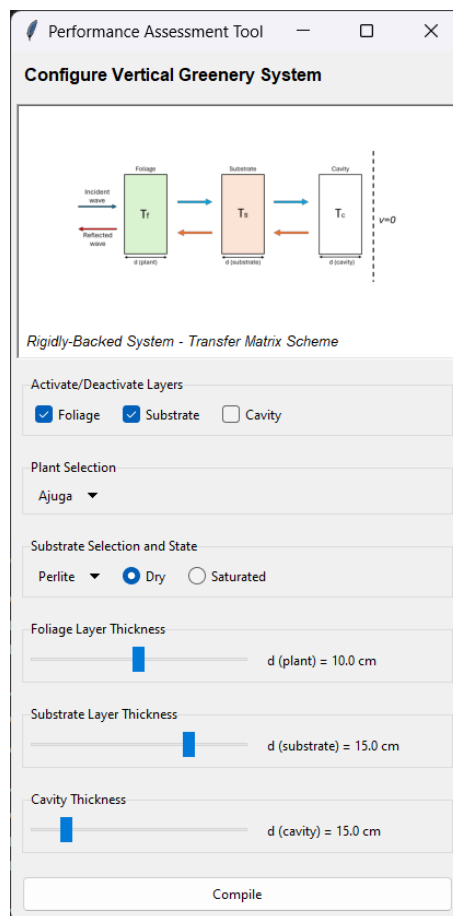 Performance Assessment Tool
Configure Vertical Greenery System
Foliage Substrate Cavity
Incident
wave
Reflected
wave
Tf Ts Tc
v=0
d (plant) d (substrate) d (cavity)
Rigidly-Backed System - Transfer Matrix Scheme
Activate/Deactivate Layers
Foliage Substrate Cavity
Plant Selection
Ajuga
Substrate Selection and State
Perlite Dry Saturated
Foliage Layer Thickness
d (plant) = 10.0 cm
Substrate Layer Thickness
d (substrate) = 15.0 cm
Cavity Thickness
d (cavity) = 15.0 cm
Compile